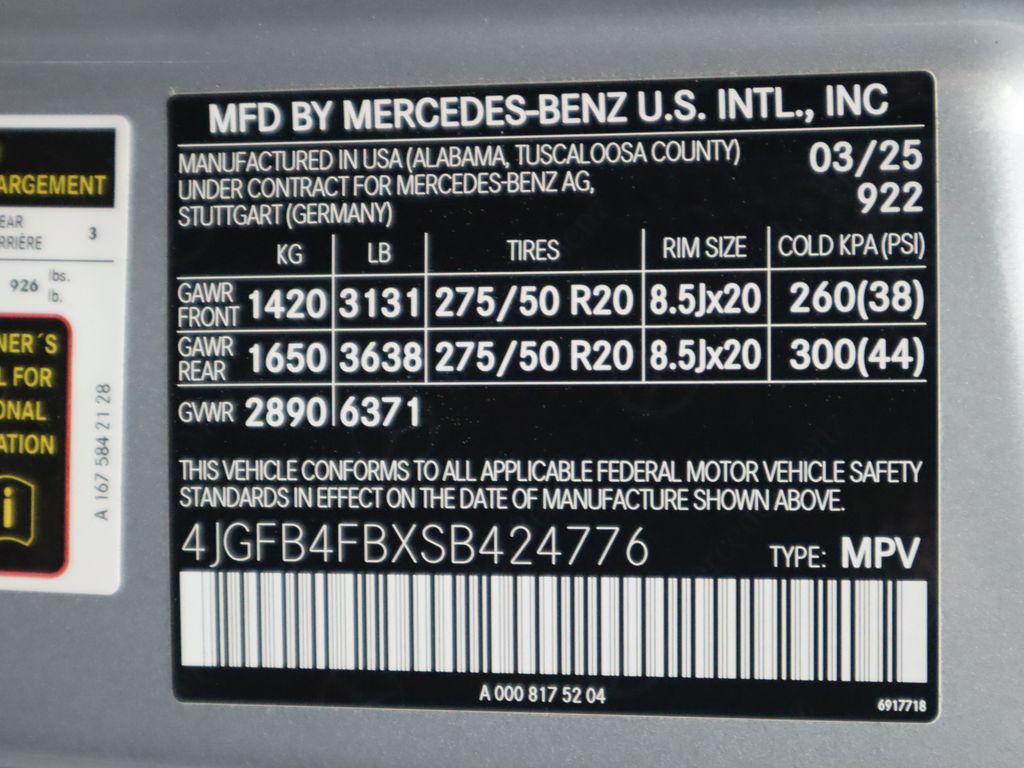 MFD BY MERCEDES-BENZ U.S. INTL., INC
MANUFACTURED IN USA (ALABAMA, TUSCALOOSA COUNTY) 03/25
UNDER CONTRACT FOR MERCEDES-BENZ AG, 922
STUTTGART (GERMANY)
KG LB TIRES RIM SIZE COLD KPA (PSI)
GAWR FRONT 1420 3131 275/50 R20 8.5Jx20 260(38)
GAWR REAR 1650 3638 275/50 R20 8.5Jx20 300(44)
GVWR 2890 6371
THIS VEHICLE CONFORMS TO ALL APPLICABLE FEDERAL MOTOR VEHICLE SAFETY
STANDARDS IN EFFECT ON THE DATE OF MANUFACTURE SHOWN ABOVE.
4JGFB4FBXSB424776 TYPE: MPV
A 000 817 52 04
6917718
ARGEMENT
EAR
RRIÈRE 3
926 lbs.
lb.
NER´S
L FOR
ONAL
ATION
i
A 167 584 21 28